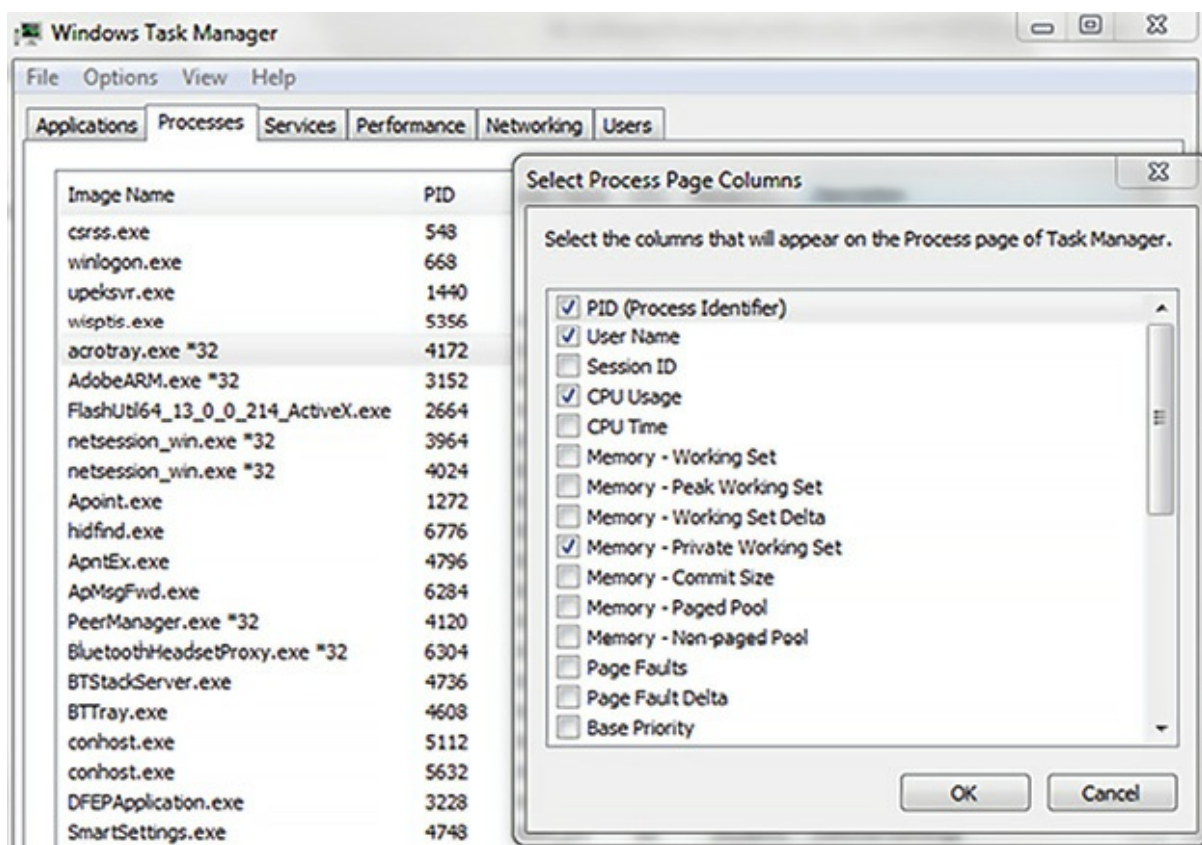 Windows Task Manager
File Options View Help
Applications Processes Services Performance Networking Users
Image Name PID
csrss.exe 548
winlogon.exe 668
upeksvr.exe 1440
wisptis.exe 5356
acrotray.exe *32 4172
AdobeARM.exe *32 3152
FlashUtil64_13_0_0_214_ActiveX.exe 2664
netsession_win.exe *32 3964
netsession_win.exe *32 4024
Apoint.exe 1272
hidfind.exe 6776
ApntEx.exe 4796
ApMsgFwd.exe 6284
PeerManager.exe *32 4120
BluetoothHeadsetProxy.exe *32 6304
BTStackServer.exe 4736
BTTray.exe 4608
conhost.exe 5112
conhost.exe 5632
DFEPApplication.exe 3228
SmartSettings.exe 4748
Select Process Page Columns
Select the columns that will appear on the Process page of Task Manager.
PID (Process Identifier)
User Name
Session ID
CPU Usage
CPU Time
Memory - Working Set
Memory - Peak Working Set
Memory - Working Set Delta
Memory - Private Working Set
Memory - Commit Size
Memory - Paged Pool
Memory - Non-paged Pool
Page Faults
Page Fault Delta
Base Priority
OK Cancel